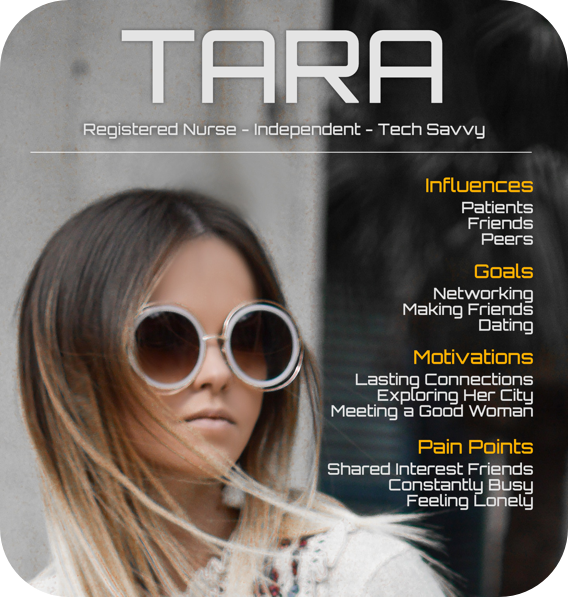 TARA
Registered Nurse - Independent - Tech Savvy
Influences
Patients
Friends
Peers
Goals
Networking
Making Friends
Dating
Motivations
Lasting Connections
Exploring Her City
Meeting a Good Woman
Pain Points
Shared Interest Friends
Constantly Busy
Feeling Lonely